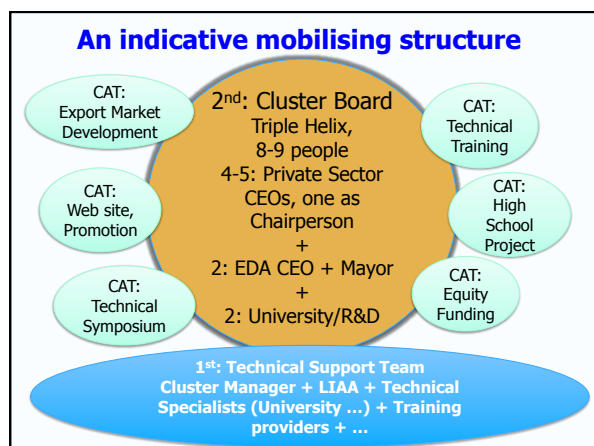 An indicative mobilising structure
CAT:
Export Market
Development
CAT:
Web site,
Promotion
CAT:
Technical
Symposium
2nd: Cluster Board
Triple Helix,
8-9 people
4-5: Private Sector
CEOs, one as
Chairperson
+
2: EDA CEO + Mayor
+
2: University/R&D
CAT:
Technical
Training
CAT:
High
School
Project
CAT:
Equity
Funding
1st: Technical Support Team
Cluster Manager + LIAA + Technical
Specialists (University ...) + Training
providers + ...